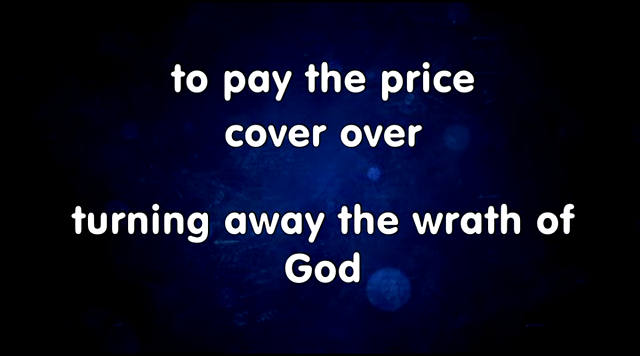 to pay the price
cover over
turning away the wrath of
God